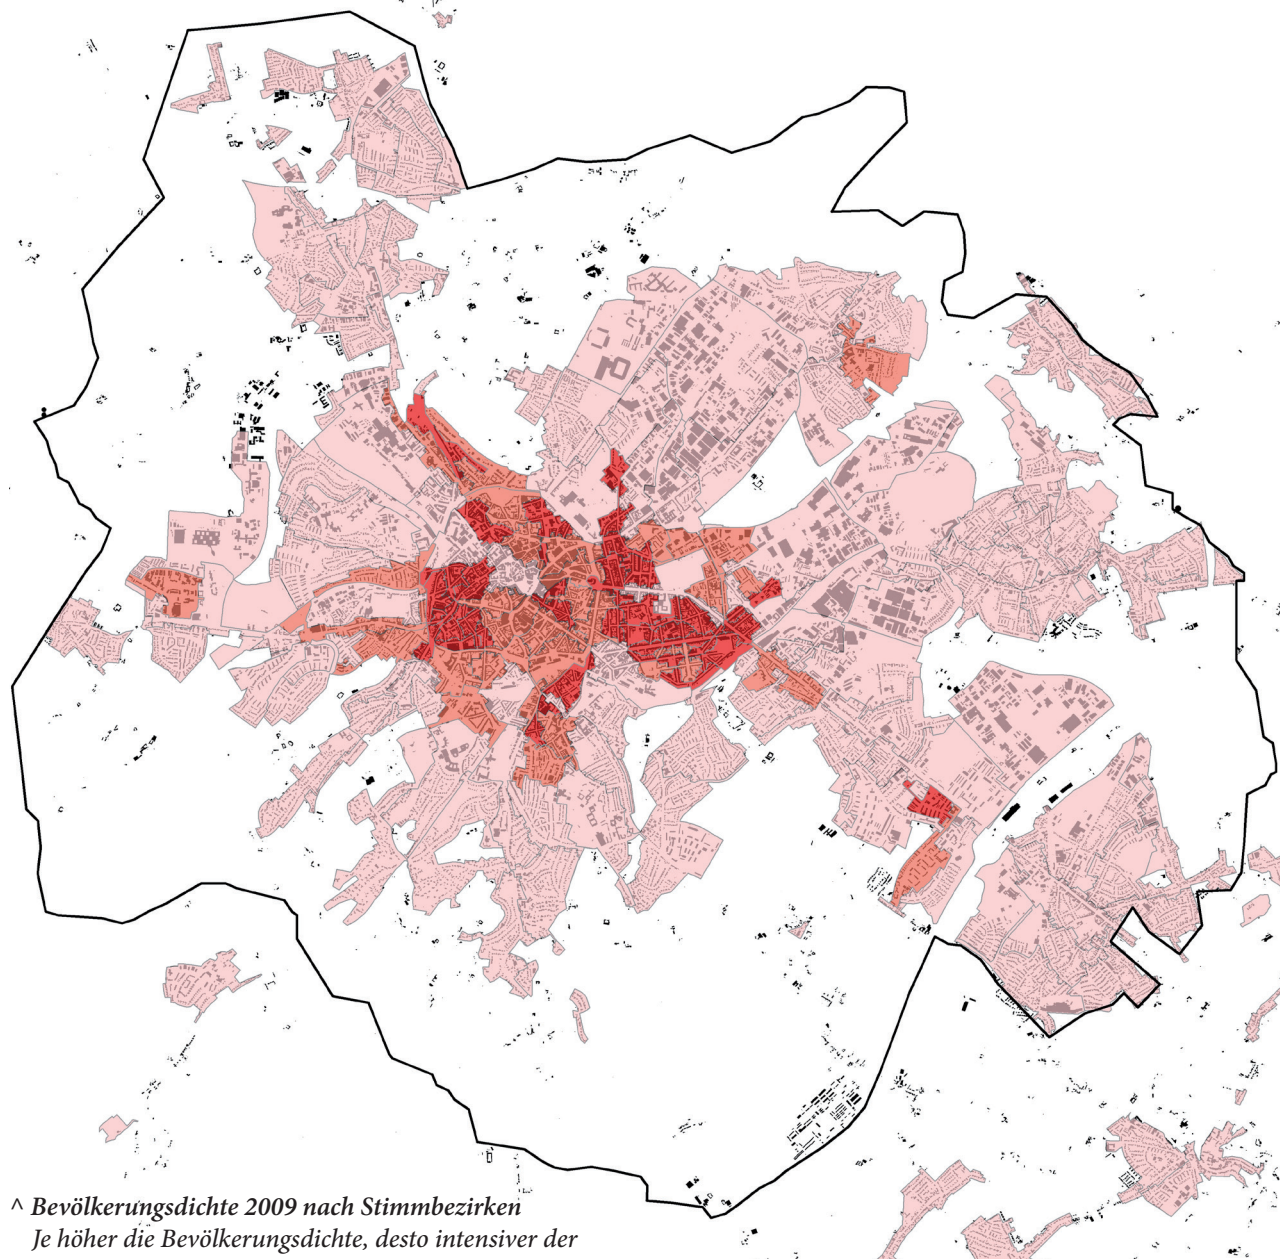 ^ Bevölkerungsdichte 2009 nach Stimmbezirken
Je höher die Bevölkerungsdichte, desto intensiver der